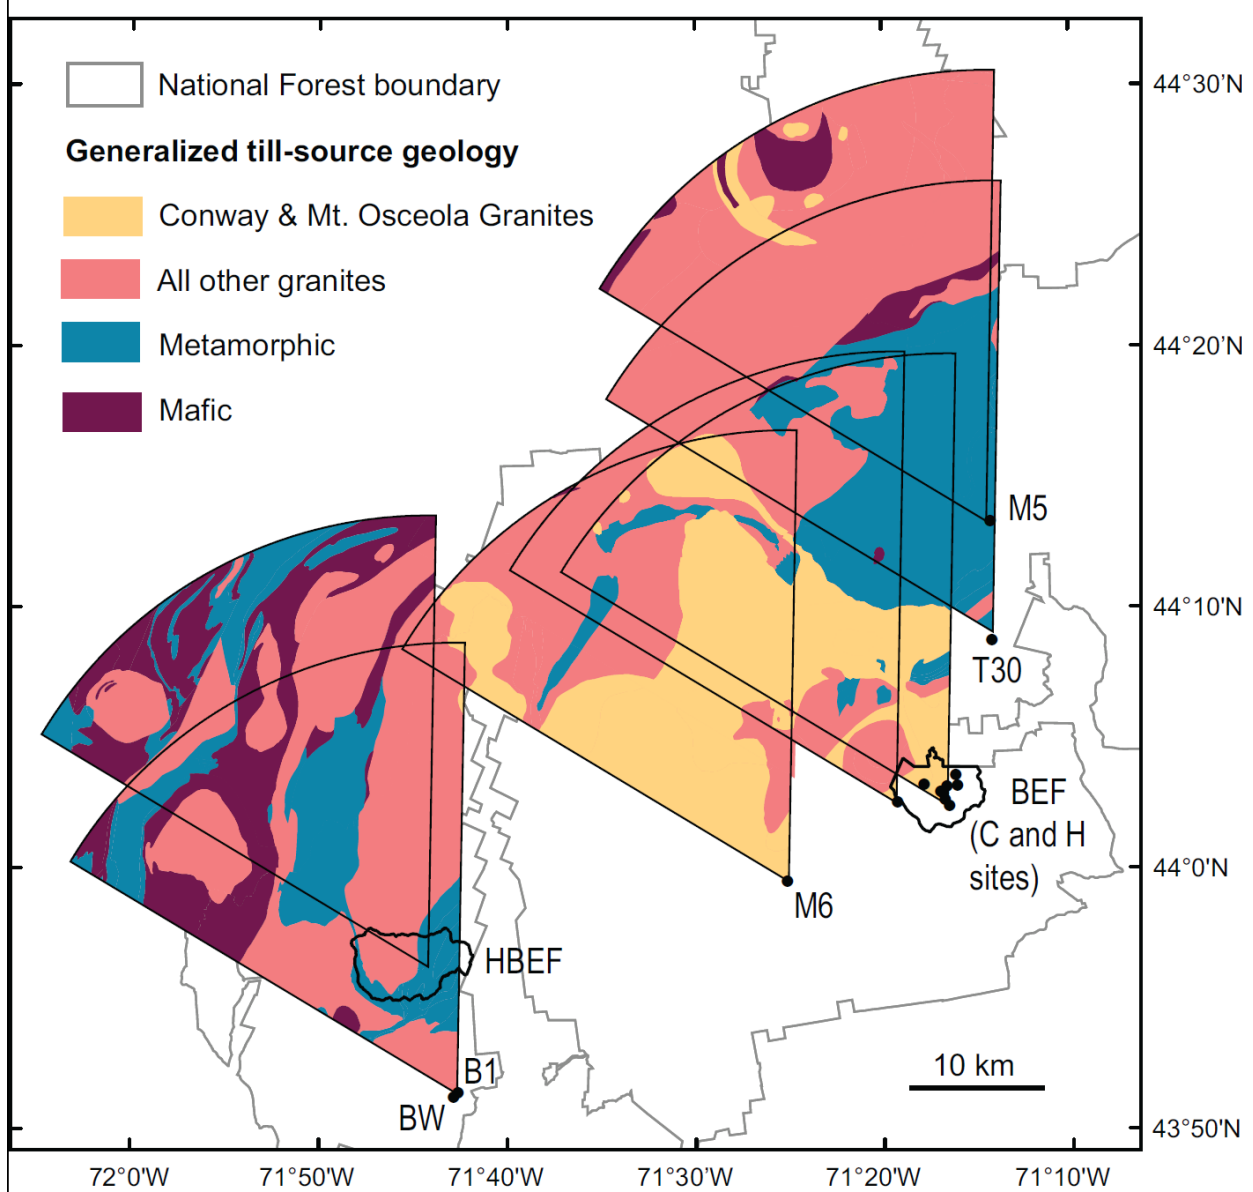 National Forest boundary
Generalized till-source geology
Conway & Mt. Osceola Granites
All other granites
Metamorphic
Mafic
44°30'N
44°20'N
44°10'N
44°0'N
43°50'N
M5
T30
BEF
(C and H
sites)
M6
HBEF
B1
BW
10 km
72°0'W
71°50'W
71°40'W
71°30'W
71°20'W
71°10'W